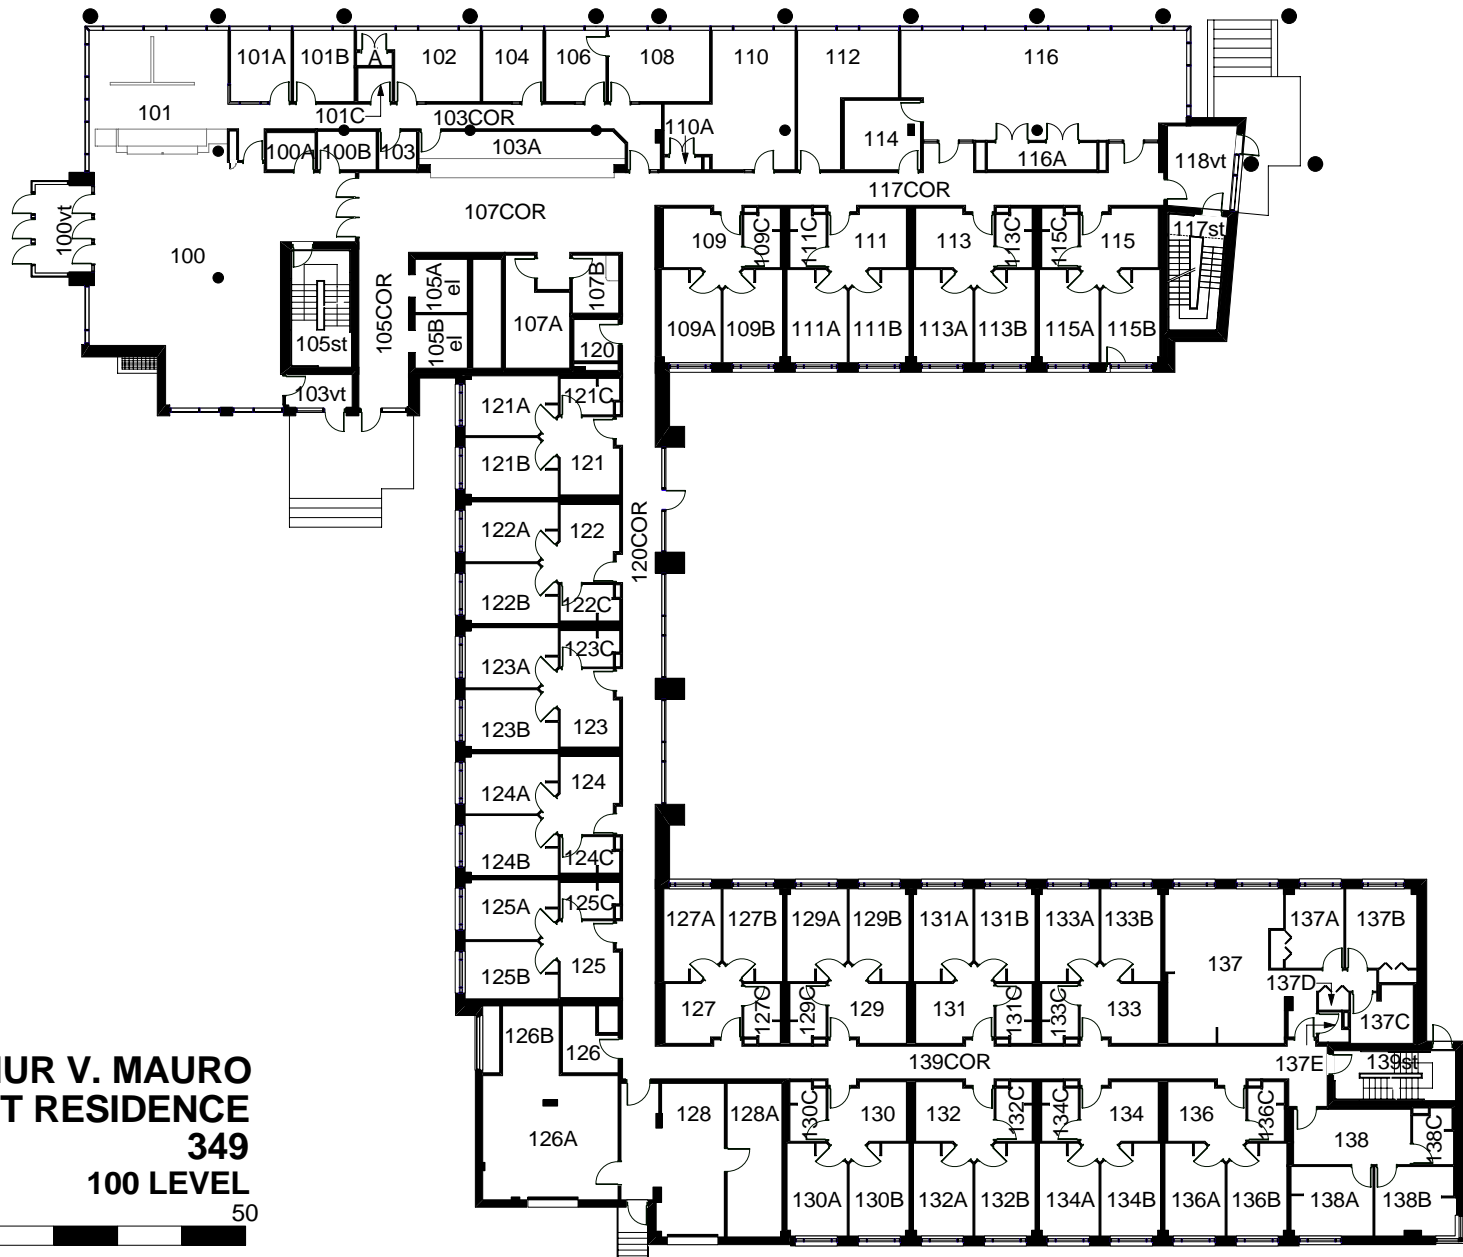 101A 101B A 102 104 106 108 110 112 116
101 101C 103COR 110A 114
100A 100B 103 103A 116A 118vt
117COR
107COR
100vt 100 109 109C 111C 111 113 113C 115C 115 117st
105COR 105A el 107B
105B el 107A 120
105st 109A 109B 111A 111B 113A 113B 115A 115B
103vt 121A 121C
121B 121
122A 122 120COR
122B 122C
123A 123C
123B 123
124A 124
124B 124C
125A 125C 127A 127B 129A 129B 131A 131B 133A 133B 137A 137B
125B 125 137 137D
127 127C 129C 129 131 131C 133C 133 137C
126B 126
139COR 137E 139st
128 128A 130C 130 132 132C 134C 134 136 136C 138 138C
126A
130A 130B 132A 132B 134A 134B 136A 136B 138A 138B
UR V. MAURO
T RESIDENCE
349
100 LEVEL
50